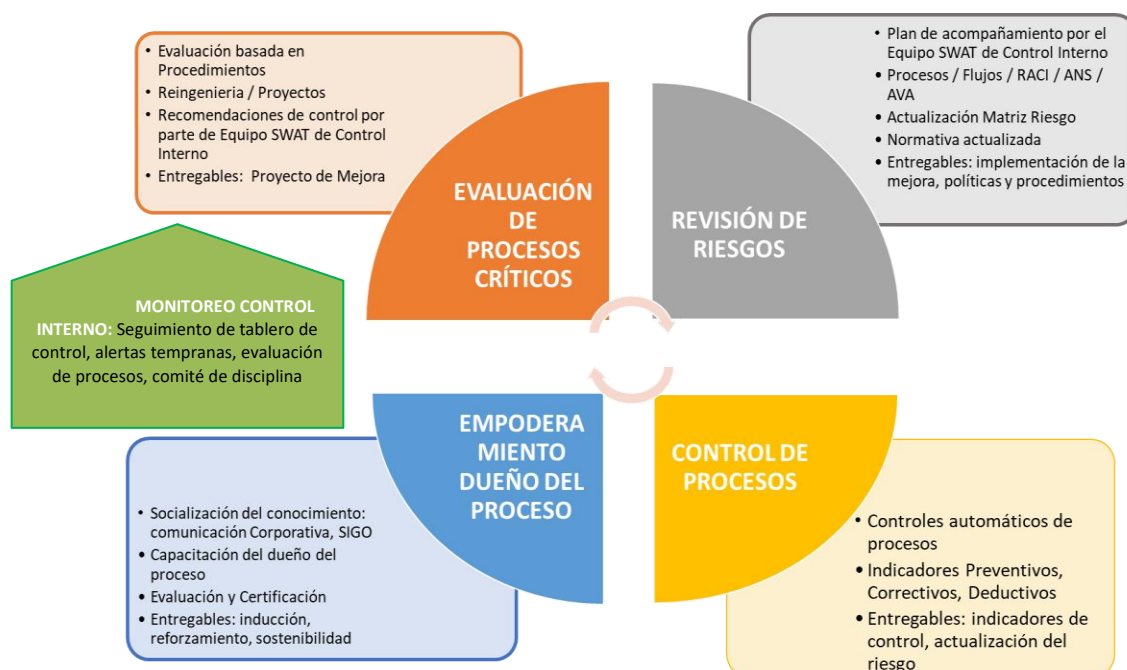 • Evaluación basada en
Procedimientos
• Reingenieria / Proyectos
• Recomendaciones de control por
parte de Equipo SWAT de Control
Interno
• Entregables: Proyecto de Mejora
• Plan de acompañamiento por el
Equipo SWAT de Control Interno
• Procesos / Flujos / RACI / ANS /
AVA
• Actualización Matriz Riesgo
• Normativa actualizada
• Entregables: implementación de la
mejora, políticas y procedimientos
EVALUACIÓN
DE
PROCESOS
CRÍTICOS
REVISIÓN DE
RIESGOS
MONITOREO CONTROL
INTERNO: Seguimiento de tablero de
control, alertas tempranas, evaluación
de procesos, comité de disciplina
EMPODERA
MIENTO
DUEÑO DEL
PROCESO
CONTROL DE
PROCESOS
• Socialización del conocimiento:
comunicación Corporativa, SIGO
• Capacitación del dueño del
proceso
• Evaluación y Certificación
• Entregables: inducción,
reforzamiento, sostenibilidad
• Controles automáticos de
procesos
• Indicadores Preventivos,
Correctivos, Deductivos
• Entregables: indicadores de
control, actualización del
riesgo